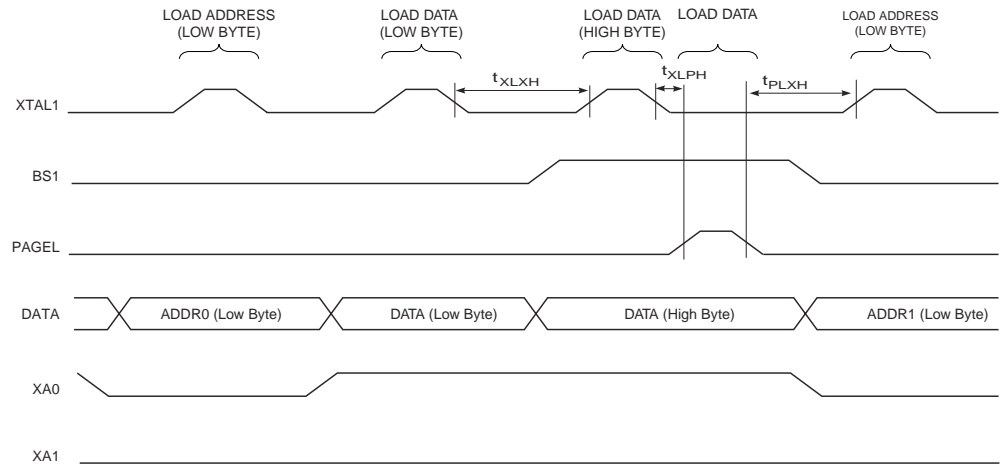 LOAD ADDRESS
(LOW BYTE)
LOAD DATA
(LOW BYTE)
LOAD DATA
(HIGH BYTE)
LOAD DATA
LOAD ADDRESS
(LOW BYTE)
XTAL1
tXLXH
tXLPH
tPLXH
BS1
PAGEL
DATA
ADDR0 (Low Byte)
DATA (Low Byte)
DATA (High Byte)
ADDR1 (Low Byte)
XA0
XA1